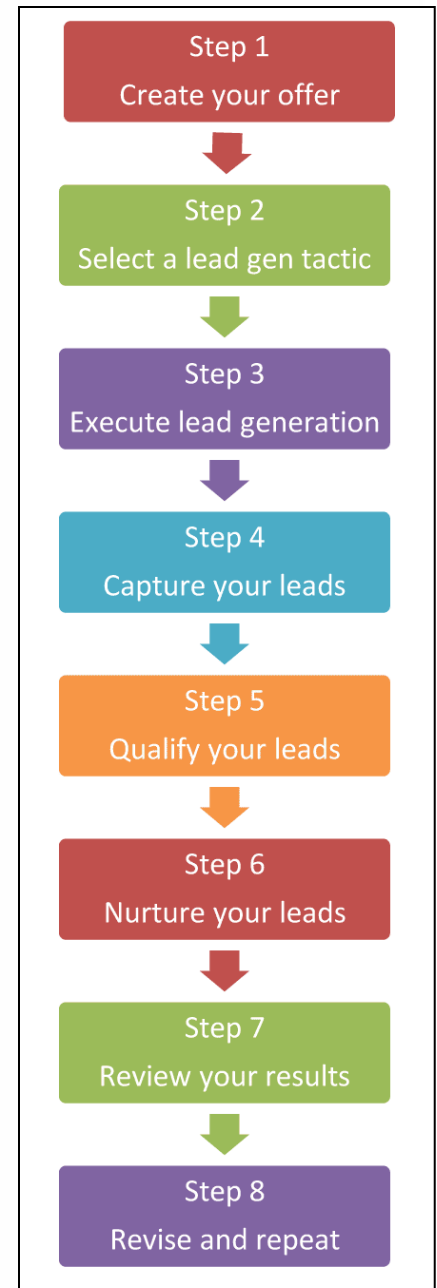 Step 1
Create your offer
Step 2
Select a lead gen tactic
Step 3
Execute lead generation
Step 4
Capture your leads
Step 5
Qualify your leads
Step 6
Nurture your leads
Step 7
Review your results
Step 8
Revise and repeat